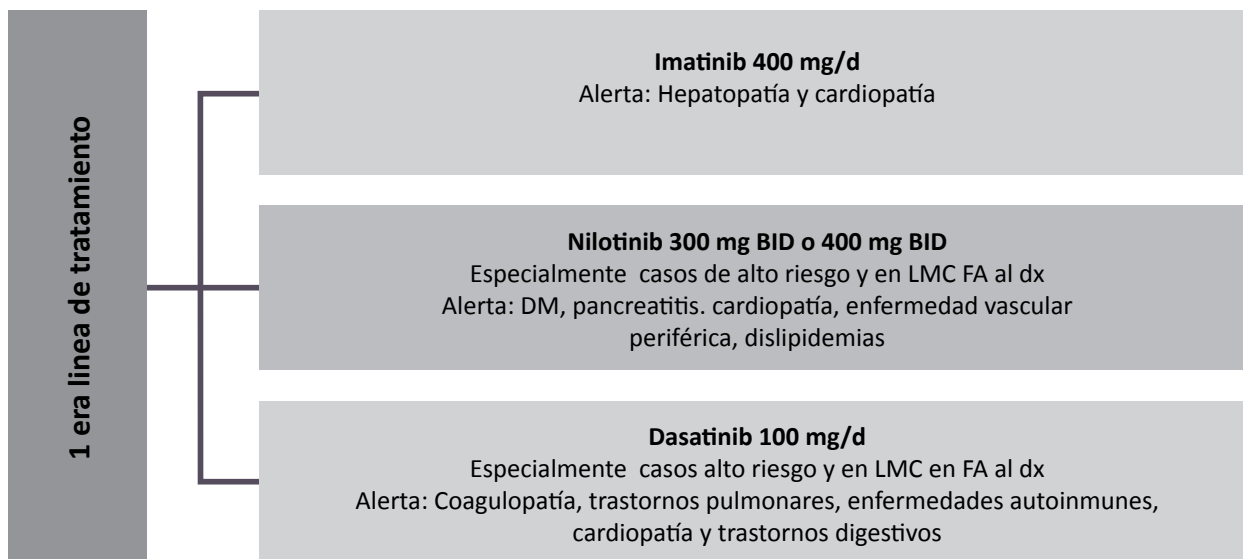 1 era linea de tratamiento
Imatinib 400 mg/d
Alerta: Hepatopatía y cardiopatía
Nilotinib 300 mg BID o 400 mg BID
Especialmente casos de alto riesgo y en LMC FA al dx
Alerta: DM, pancreatitis. cardiopatía, enfermedad vascular
periférica, dislipidemias
Dasatinib 100 mg/d
Especialmente casos alto riesgo y en LMC en FA al dx
Alerta: Coagulopatía, trastornos pulmonares, enfermedades autoinmunes,
cardiopatía y trastornos digestivos